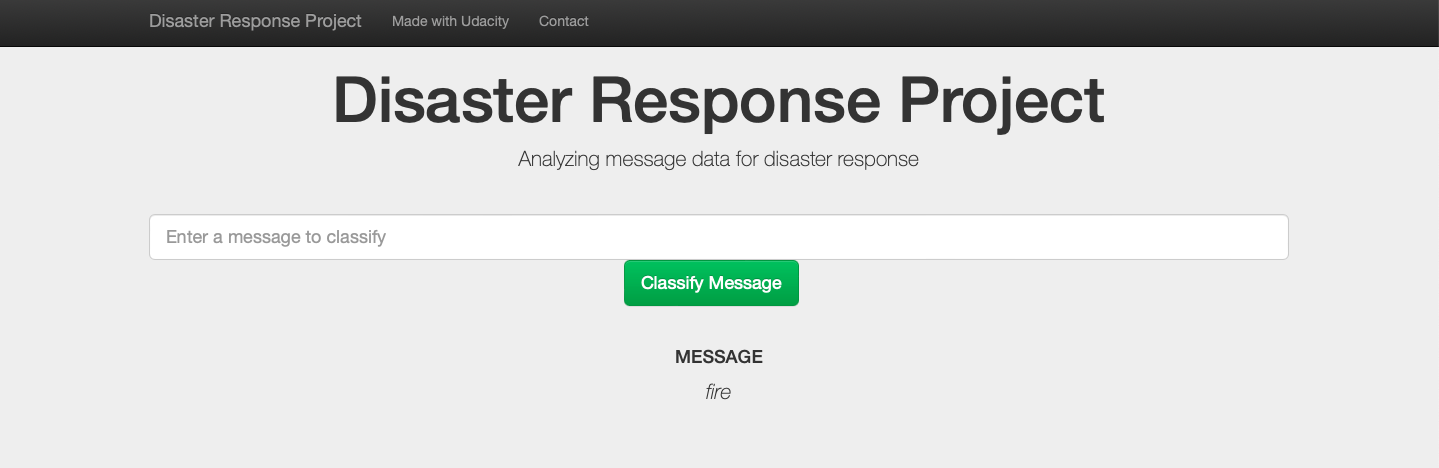 Disaster Response Project Made with Udacity Contact
Disaster Response Project
Analyzing message data for disaster response
Enter a message to classify
Classify Message
MESSAGE
fire